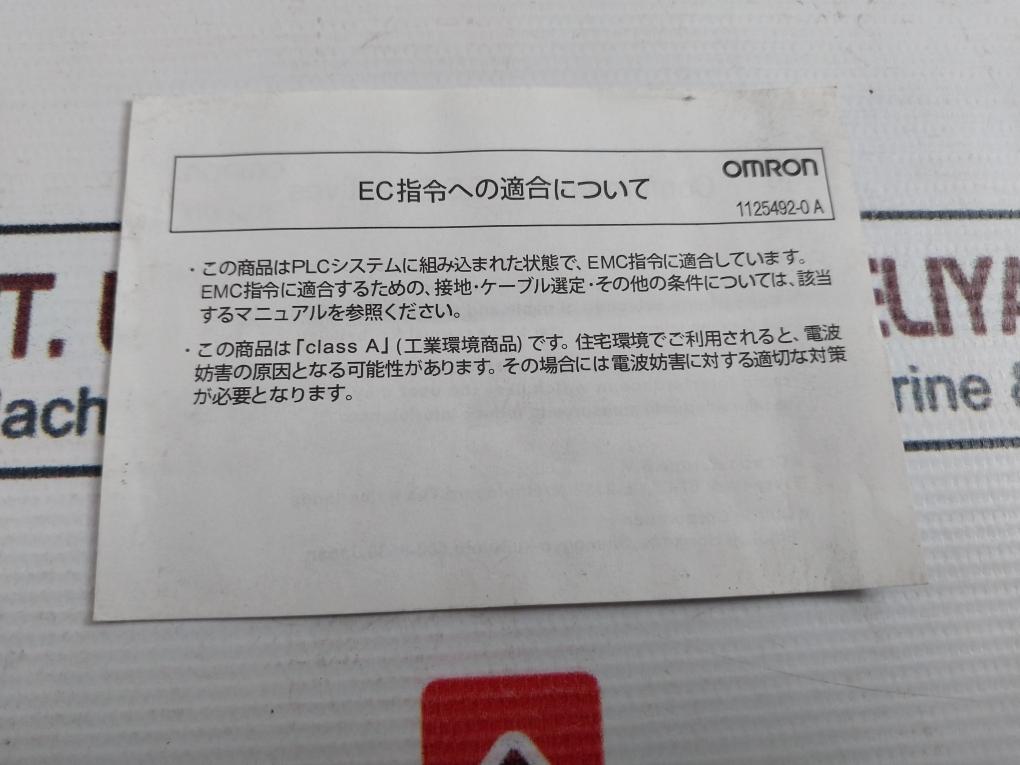 OMRON
EC指令への適合について
1125492-0 A
・この商品はPLCシステムに組み込まれた状態で、EMC指令に適合しています。
EMC指令に適合するための、接地・ケーブル選定・その他の条件については、該当
するマニュアルを参照ください。
・この商品は「class A」(工業環境商品) です。住宅環境でご利用されると、電波
妨害の原因となる可能性があります。その場合には電波妨害に対する適切な対策
が必要となります。
T.
ELIYA
lach
rine &